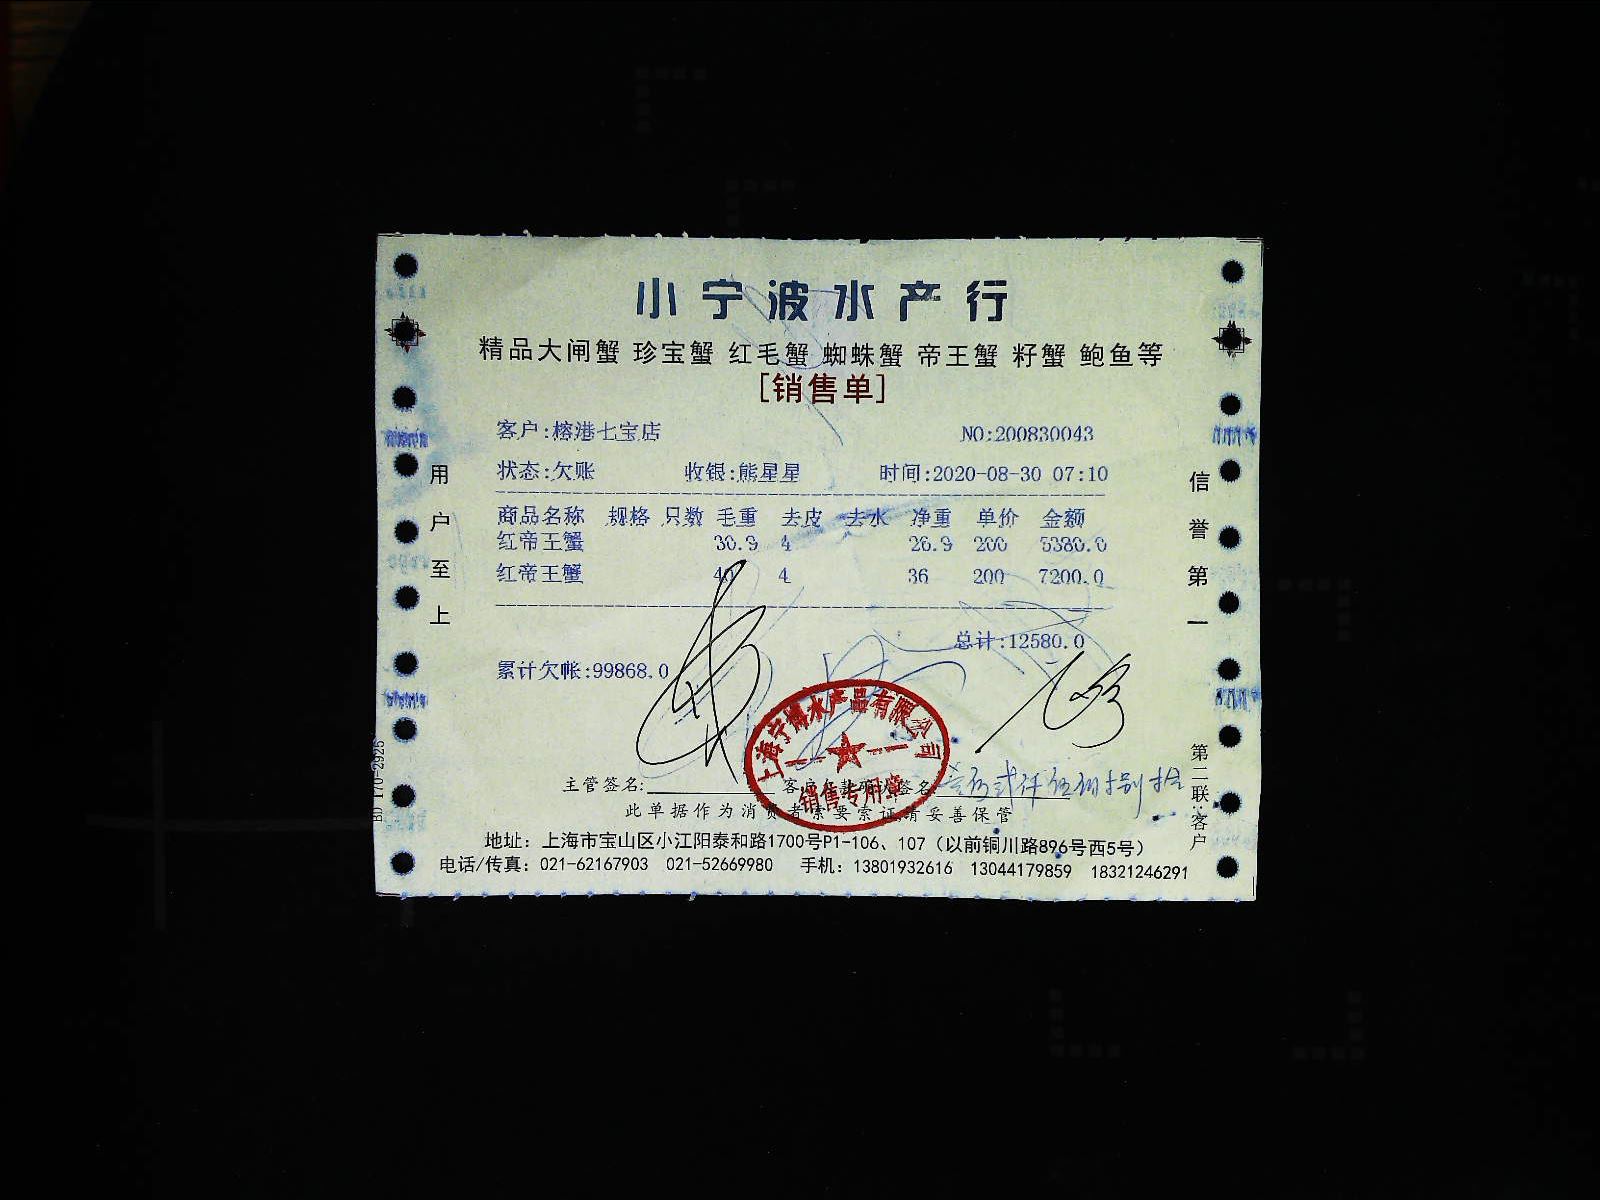 小宁波水产行
精品大闸蟹 珍宝蟹 红毛蟹 蜘蛛蟹 帝王蟹 籽蟹 鲍鱼等
[销售单]
客户:榕港七宝店 NO:200830043
状态:欠账 收银:熊星星 时间:2020-08-30 07:10
商品名称 规格 只数 毛重 去皮 去水 净重 单价 金额
红帝王蟹 30.9 4 26.9 200 5380.0
红帝王蟹 40 4 36 200 7200.0
总计:12580.0
累计欠帐:99868.0
上海宁博水产品有限公司
销售专用章
主管签名: 客户 签名
壹万贰仟伍佰捌拾
此单据作为消费者索要索证请妥善保管
地址：上海市宝山区小江阳泰和路1700号P1-106、107（以前铜川路896号西5号）
电话/传真：021-62167903 021-52669980 手机：13801932616 13044179859 18321246291
用户至上
信誉第一
第二联:客户